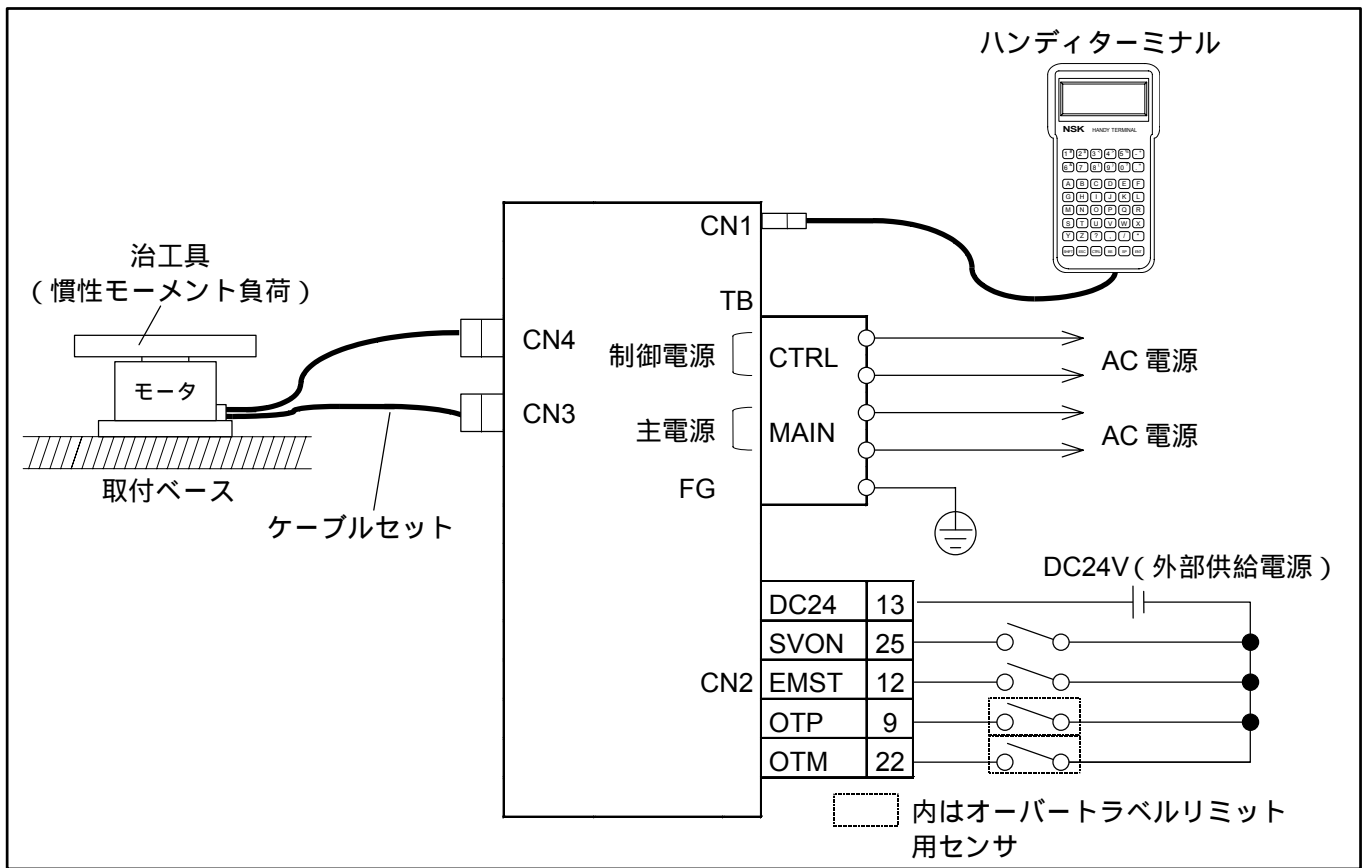 ハンディターミナル
NSK HANDY TERMINAL
A B C D E F
G H I J K L
M N O P Q R
S T U V W X
CN1
治工具
(慣性モーメント負荷)
モータ
取付ベース
ケーブルセット
CN4
CN3
TB
制御電源
CTRL
AC 電源
主電源
MAIN
AC 電源
FG
DC24V(外部供給電源)
CN2
DC24 13
SVON 25
EMST 12
OTP 9
OTM 22
内はオーバートラベルリミット
用センサ